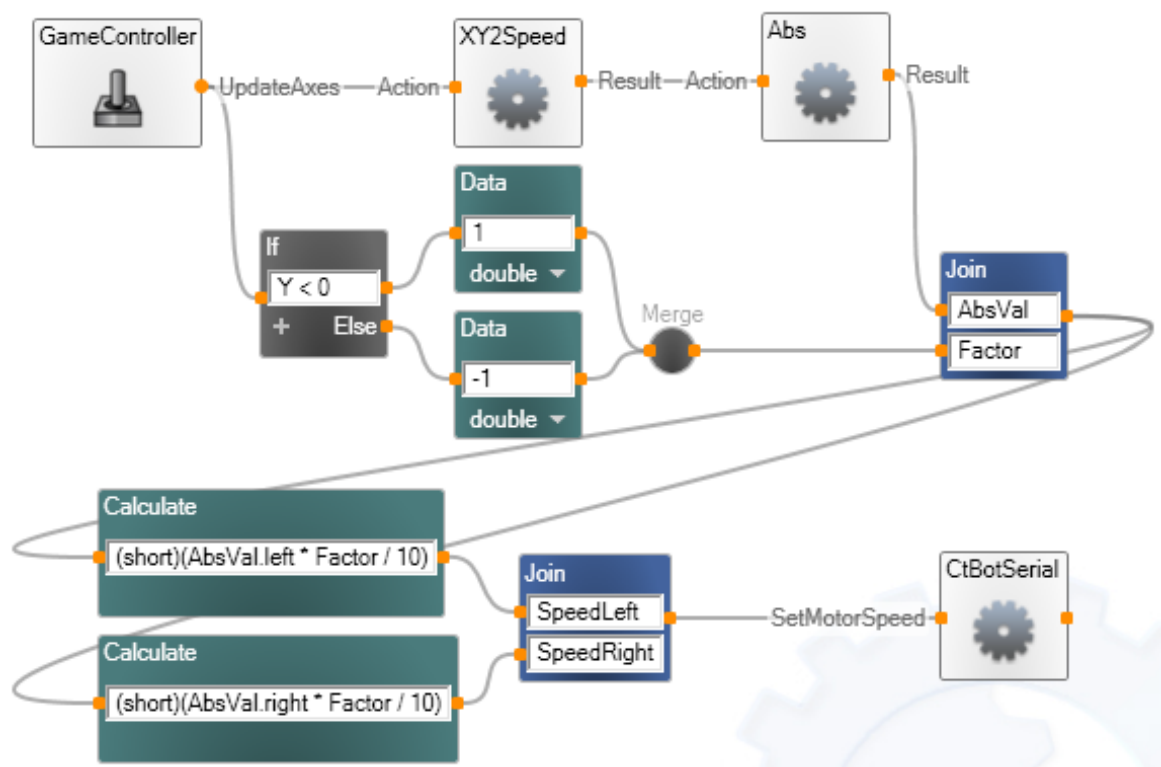 GameController
UpdateAxes
Action
XY2Speed
Result
Action
Abs
Result
If
Y < 0
+
Else
Data
1
double
Data
-1
double
Merge
Join
AbsVal
Factor
Calculate
(short)(AbsVal.left * Factor / 10)
Calculate
(short)(AbsVal.right * Factor / 10)
Join
SpeedLeft
SpeedRight
SetMotorSpeed
CtBotSerial